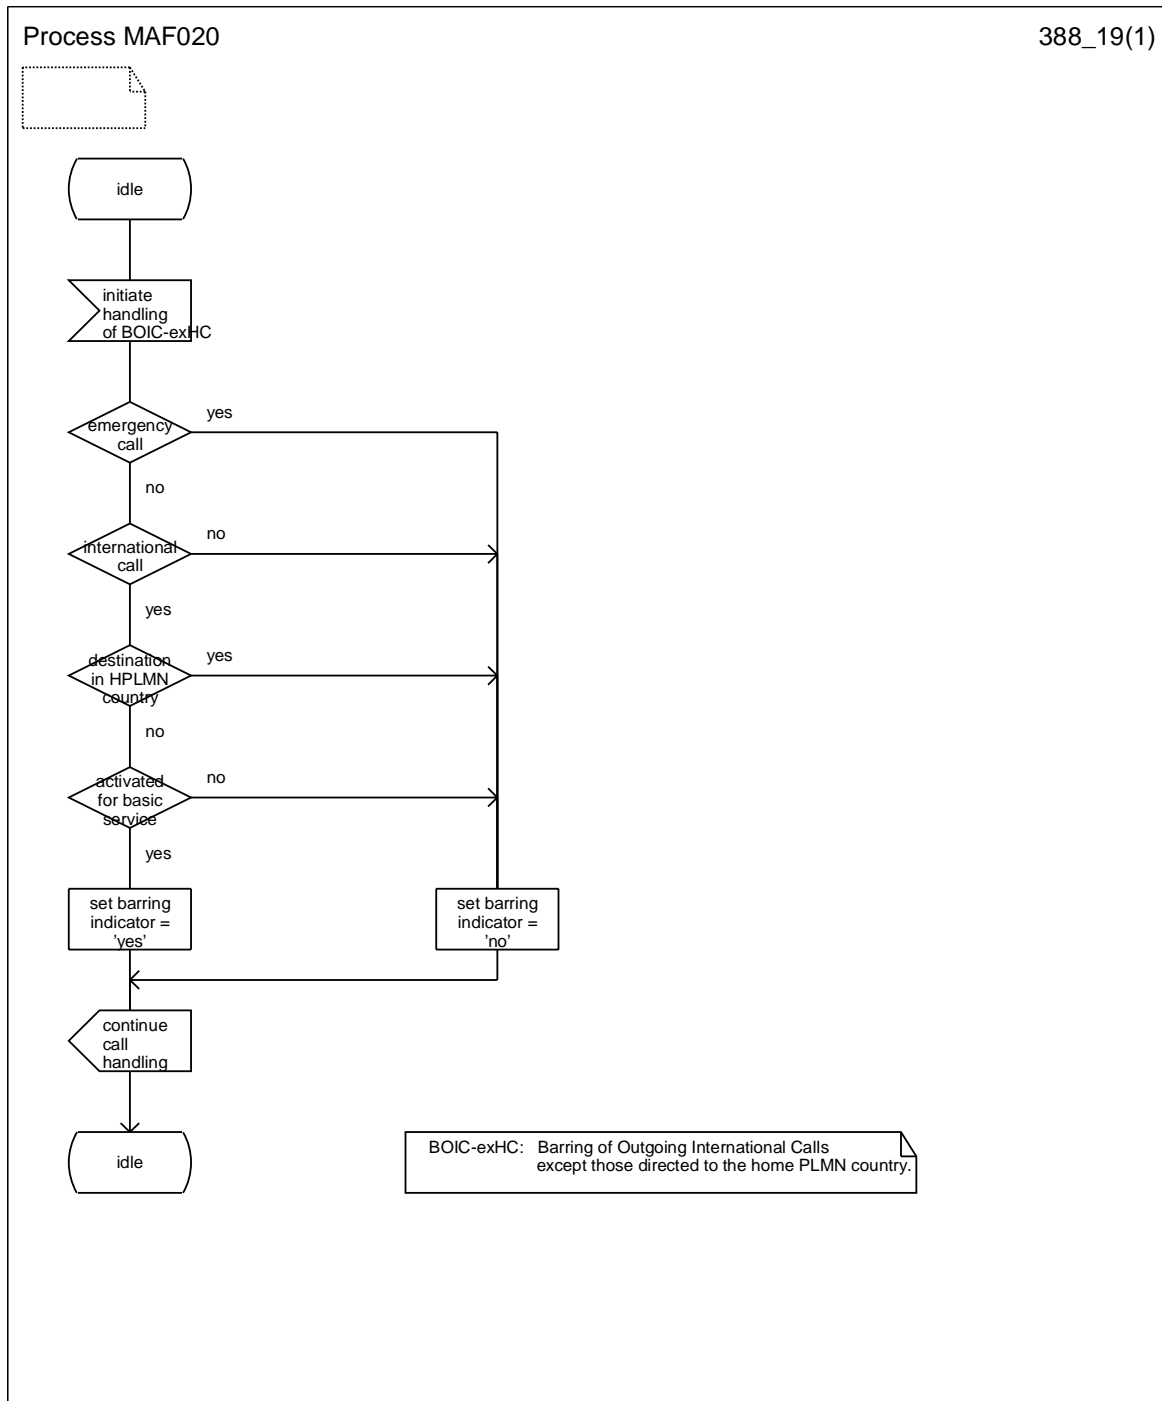 Process MAF020
388_19(1)
idle
initiate
handling
of BOIC-exHC
emergency
call
yes
no
international
call
no
yes
destination
in HPLMN
country
yes
no
activated
for basic
service
no
yes
set barring
indicator =
'yes'
set barring
indicator =
'no'
continue
call
handling
idle
BOIC-exHC: Barring of Outgoing International Calls
except those directed to the home PLMN country.